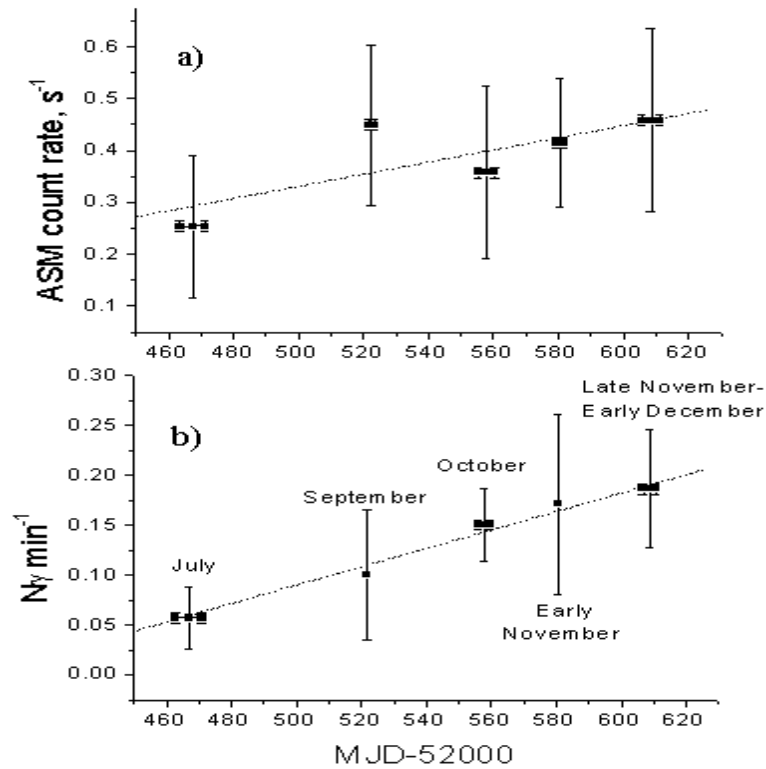 a)
ASM count rate, s-1
0.6
0.5
0.4
0.3
0.2
0.1
460 480 500 520 540 560 580 600 620
b)
Nγ min-1
0.30
0.25
0.20
0.15
0.10
0.05
0.00
July
September
October
Early
November
Late November-
Early December
460 480 500 520 540 560 580 600 620
MJD-52000